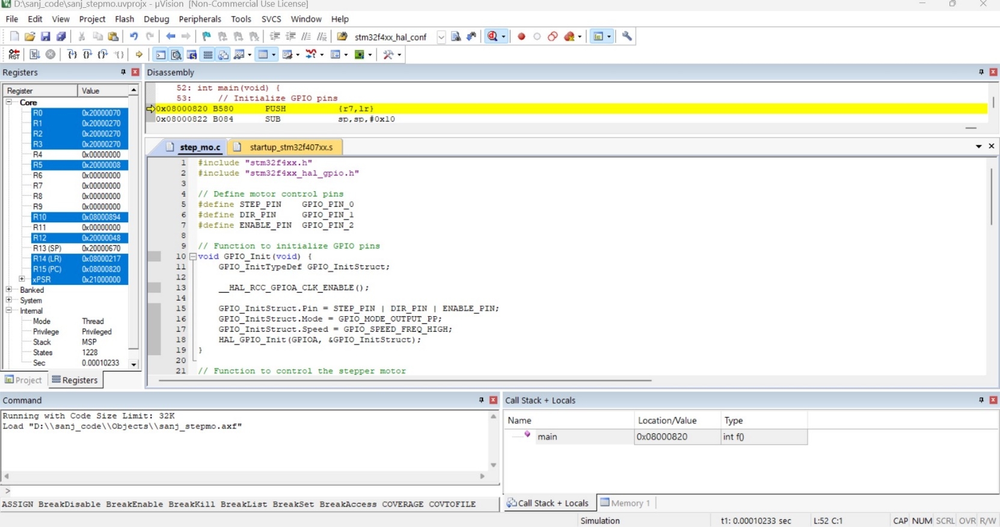 D:\sanj_code\sanj_stepmo.uvprojx - µVision [Non-Commercial Use License]
File Edit View Project Flash Debug Peripherals Tools SVCS Window Help
stm32f4xx_hal_conf
RST
Registers
Register Value
Core
R0 0x20000070
R1 0x20000270
R2 0x20000270
R3 0x20000270
R4 0x00000000
R5 0x20000008
R6 0x00000000
R7 0x00000000
R8 0x00000000
R9 0x00000000
R10 0x08000894
R11 0x00000000
R12 0x20000048
R13 (SP) 0x20000670
R14 (LR) 0x08000217
R15 (PC) 0x08000820
xPSR 0x21000000
Banked
System
Internal
Mode Thread
Privilege Privileged
Stack MSP
States 1228
Sec 0.00010233
Project Registers
Disassembly
52: int main(void) {
53: // Initialize GPIO pins
0x08000820 B580 PUSH {r7,lr}
0x08000822 B084 SUB sp,sp,#0x10
step_mo.c startup_stm32f407xx.s
1 #include "stm32f4xx.h"
2 #include "stm32f4xx_hal_gpio.h"
3
4 // Define motor control pins
5 #define STEP_PIN GPIO_PIN_0
6 #define DIR_PIN GPIO_PIN_1
7 #define ENABLE_PIN GPIO_PIN_2
8
9 // Function to initialize GPIO pins
10 void GPIO_Init(void) {
11 GPIO_InitTypeDef GPIO_InitStruct;
12
13 __HAL_RCC_GPIOA_CLK_ENABLE();
14
15 GPIO_InitStruct.Pin = STEP_PIN | DIR_PIN | ENABLE_PIN;
16 GPIO_InitStruct.Mode = GPIO_MODE_OUTPUT_PP;
17 GPIO_InitStruct.Speed = GPIO_SPEED_FREQ_HIGH;
18 HAL_GPIO_Init(GPIOA, &GPIO_InitStruct);
19 }
20
21 // Function to control the stepper motor
Command
Running with Code Size Limit: 32K
Load "D:\\sanj_code\\Objects\\sanj_stepmo.axf"
>
ASSIGN BreakDisable BreakEnable BreakKill BreakList BreakSet BreakAccess COVERAGE COVTOFILE
Call Stack + Locals
Name Location/Value Type
main 0x08000820 int f()
Call Stack + Locals Memory 1
Simulation t1: 0.00010233 sec L:52 C:1 CAP NUM SCRL OVR R/W